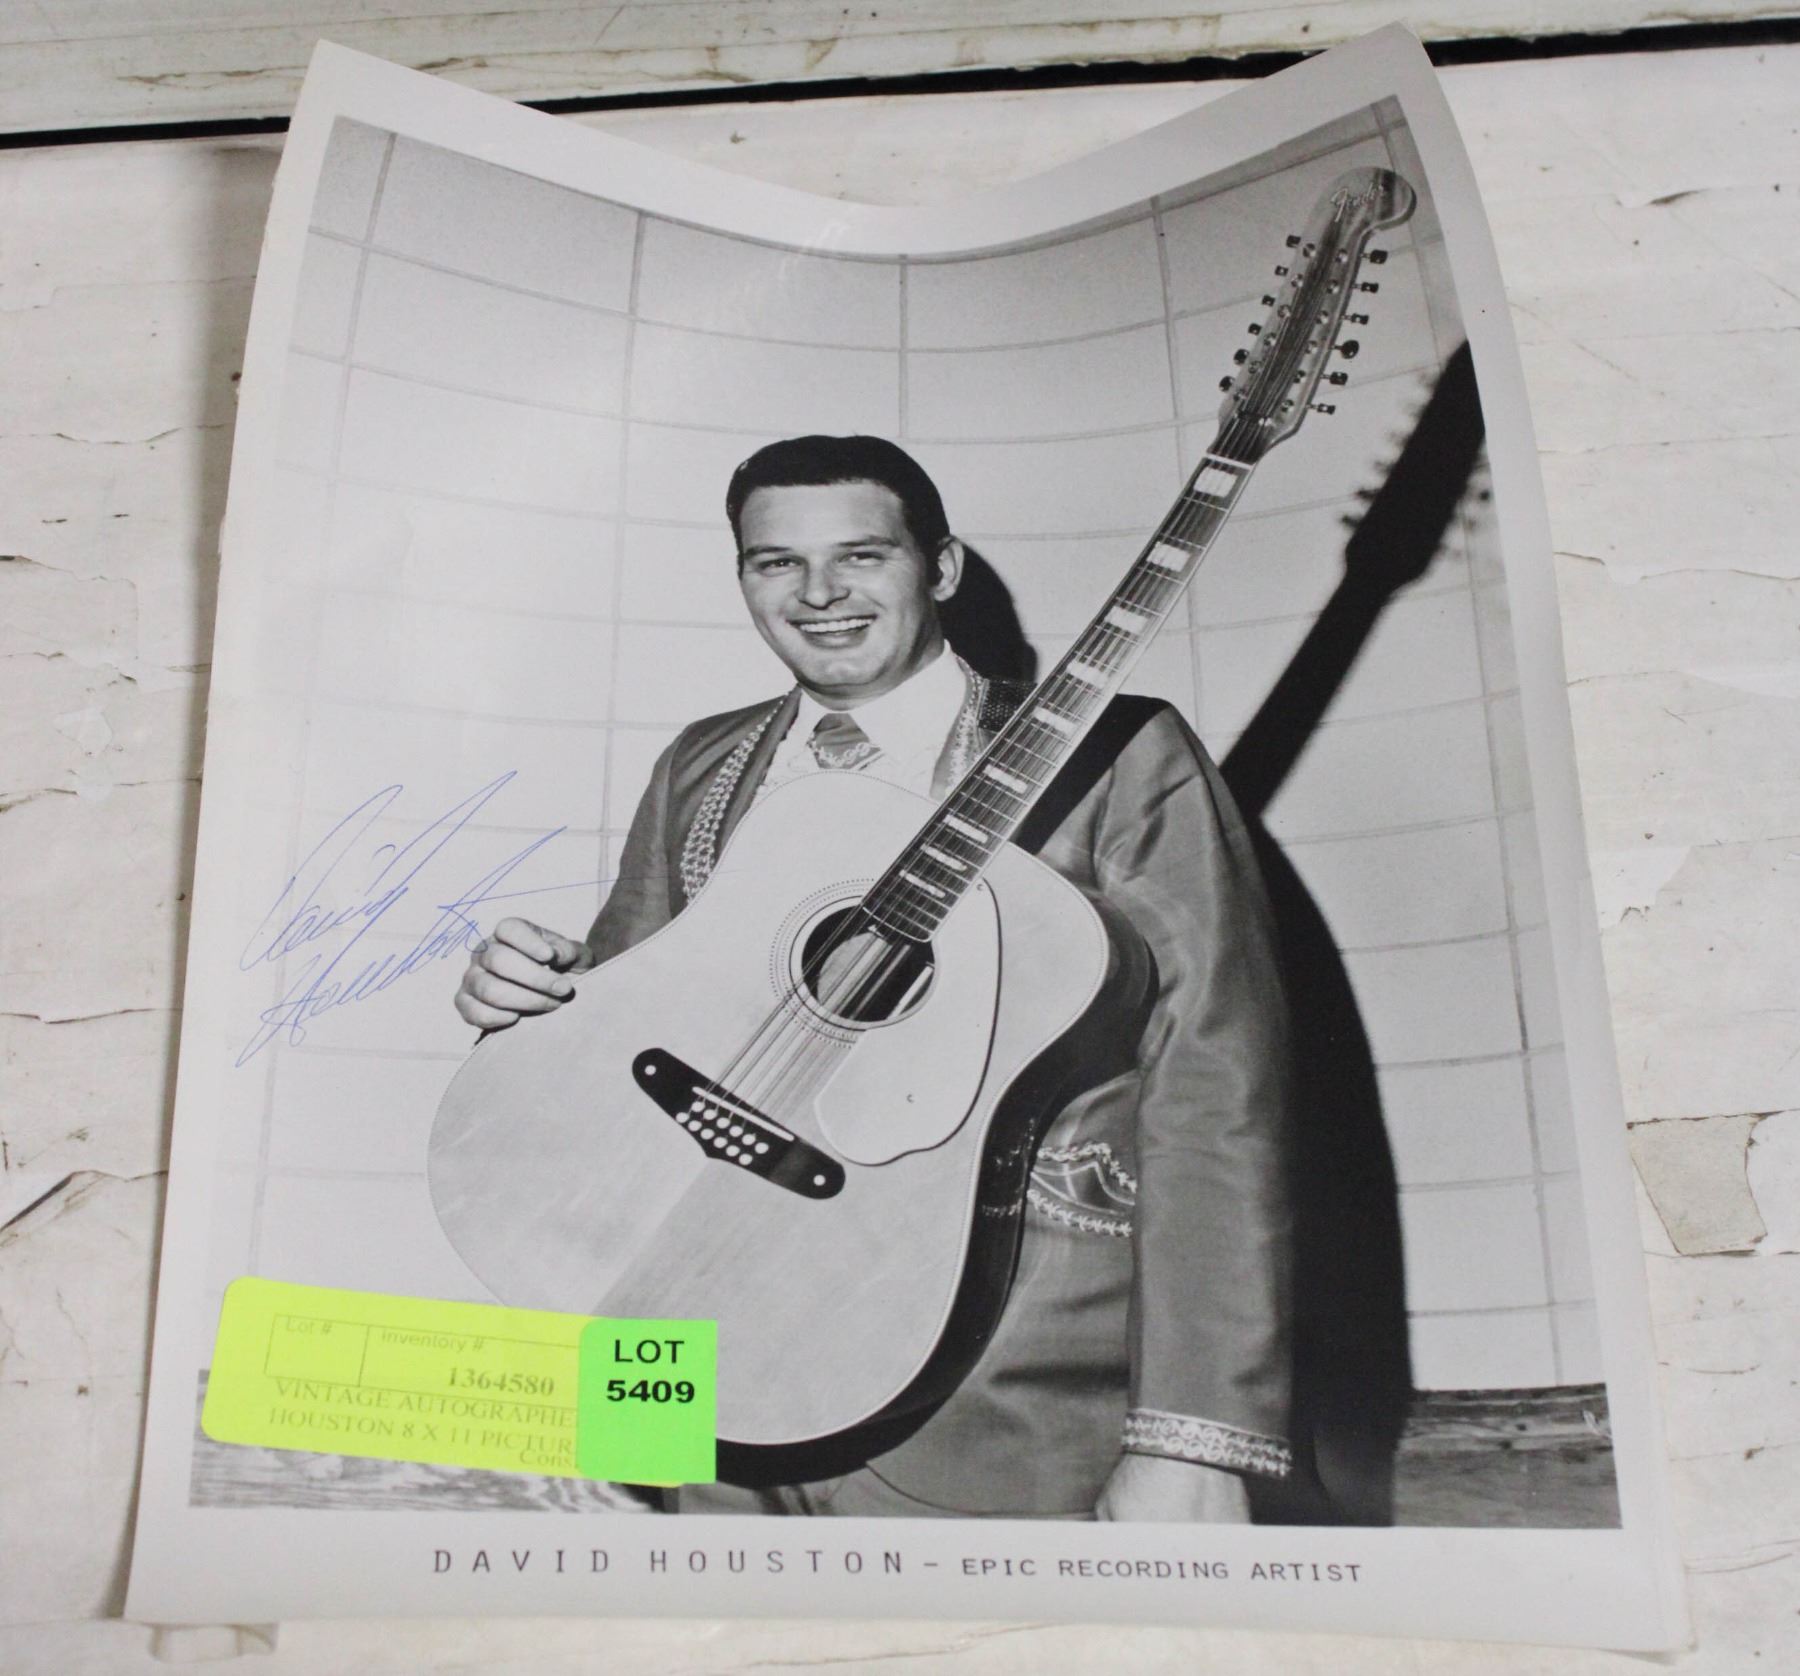 Fender
David
Houston
Lot #
Inventory #
1364580
VINTAGE AUTOGRAPHE
HOUSTON 8 X 11 PICTUR
Cons
LOT
5409
DAVID HOUSTON - EPIC RECORDING ARTIST